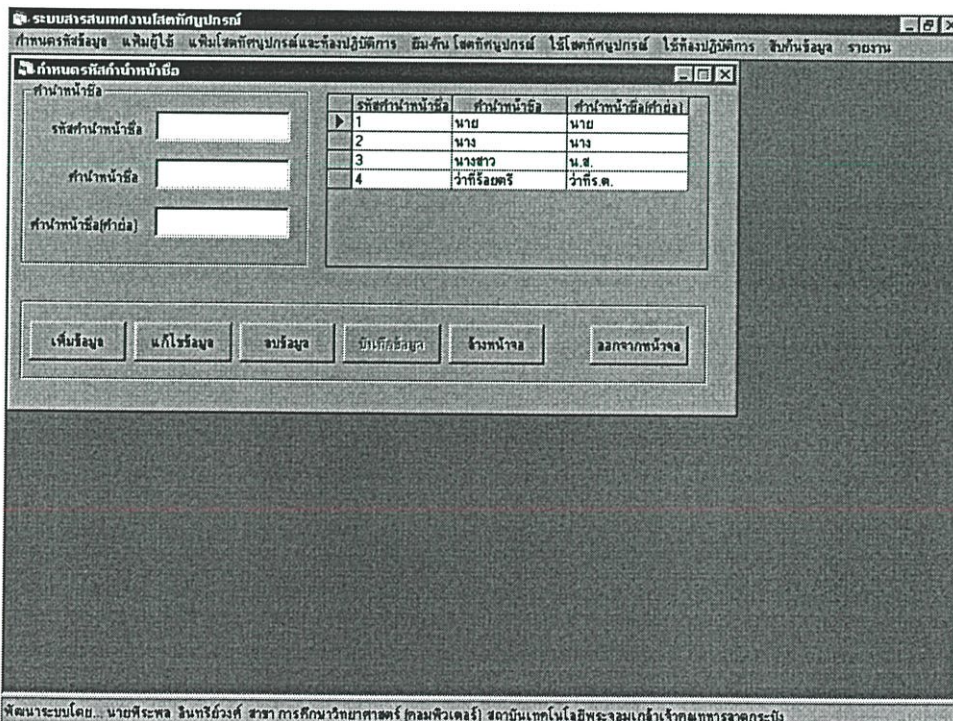 ระบบสารสนเทศงานโสตทัศนูปกรณ์
กำหนดรหัสข้อมูล แฟ้มผู้ใช้ แฟ้มโสตทัศนูปกรณ์และห้องปฏิบัติการ ยืม-คืน โสตทัศนูปกรณ์ ใช้โสตทัศนูปกรณ์ ใช้ห้องปฏิบัติการ สืบค้นข้อมูล รายงาน
กำหนดรหัสคำนำหน้าชื่อ
คำนำหน้าชื่อ
รหัสคำนำหน้าชื่อ
คำนำหน้าชื่อ
คำนำหน้าชื่อ(คำย่อ)
รหัสคำนำหน้าชื่อ คำนำหน้าชื่อ คำนำหน้าชื่อ(คำย่อ)
1 นาย นาย
2 นาง นาง
3 นางสาว น.ส.
4 ว่าที่ร้อยตรี ว่าที่ร.ต.
เพิ่มข้อมูล แก้ไขข้อมูล ลบข้อมูล บันทึกข้อมูล ล้างหน้าจอ ออกจากหน้าจอ
พัฒนาระบบโดย... นายพีระพล อินทรีย์วงศ์ สาขา การศึกษาวิทยาศาสตร์ (คอมพิวเตอร์) สถาบันเทคโนโลยีพระจอมเกล้าเจ้าคุณทหารลาดกระบัง